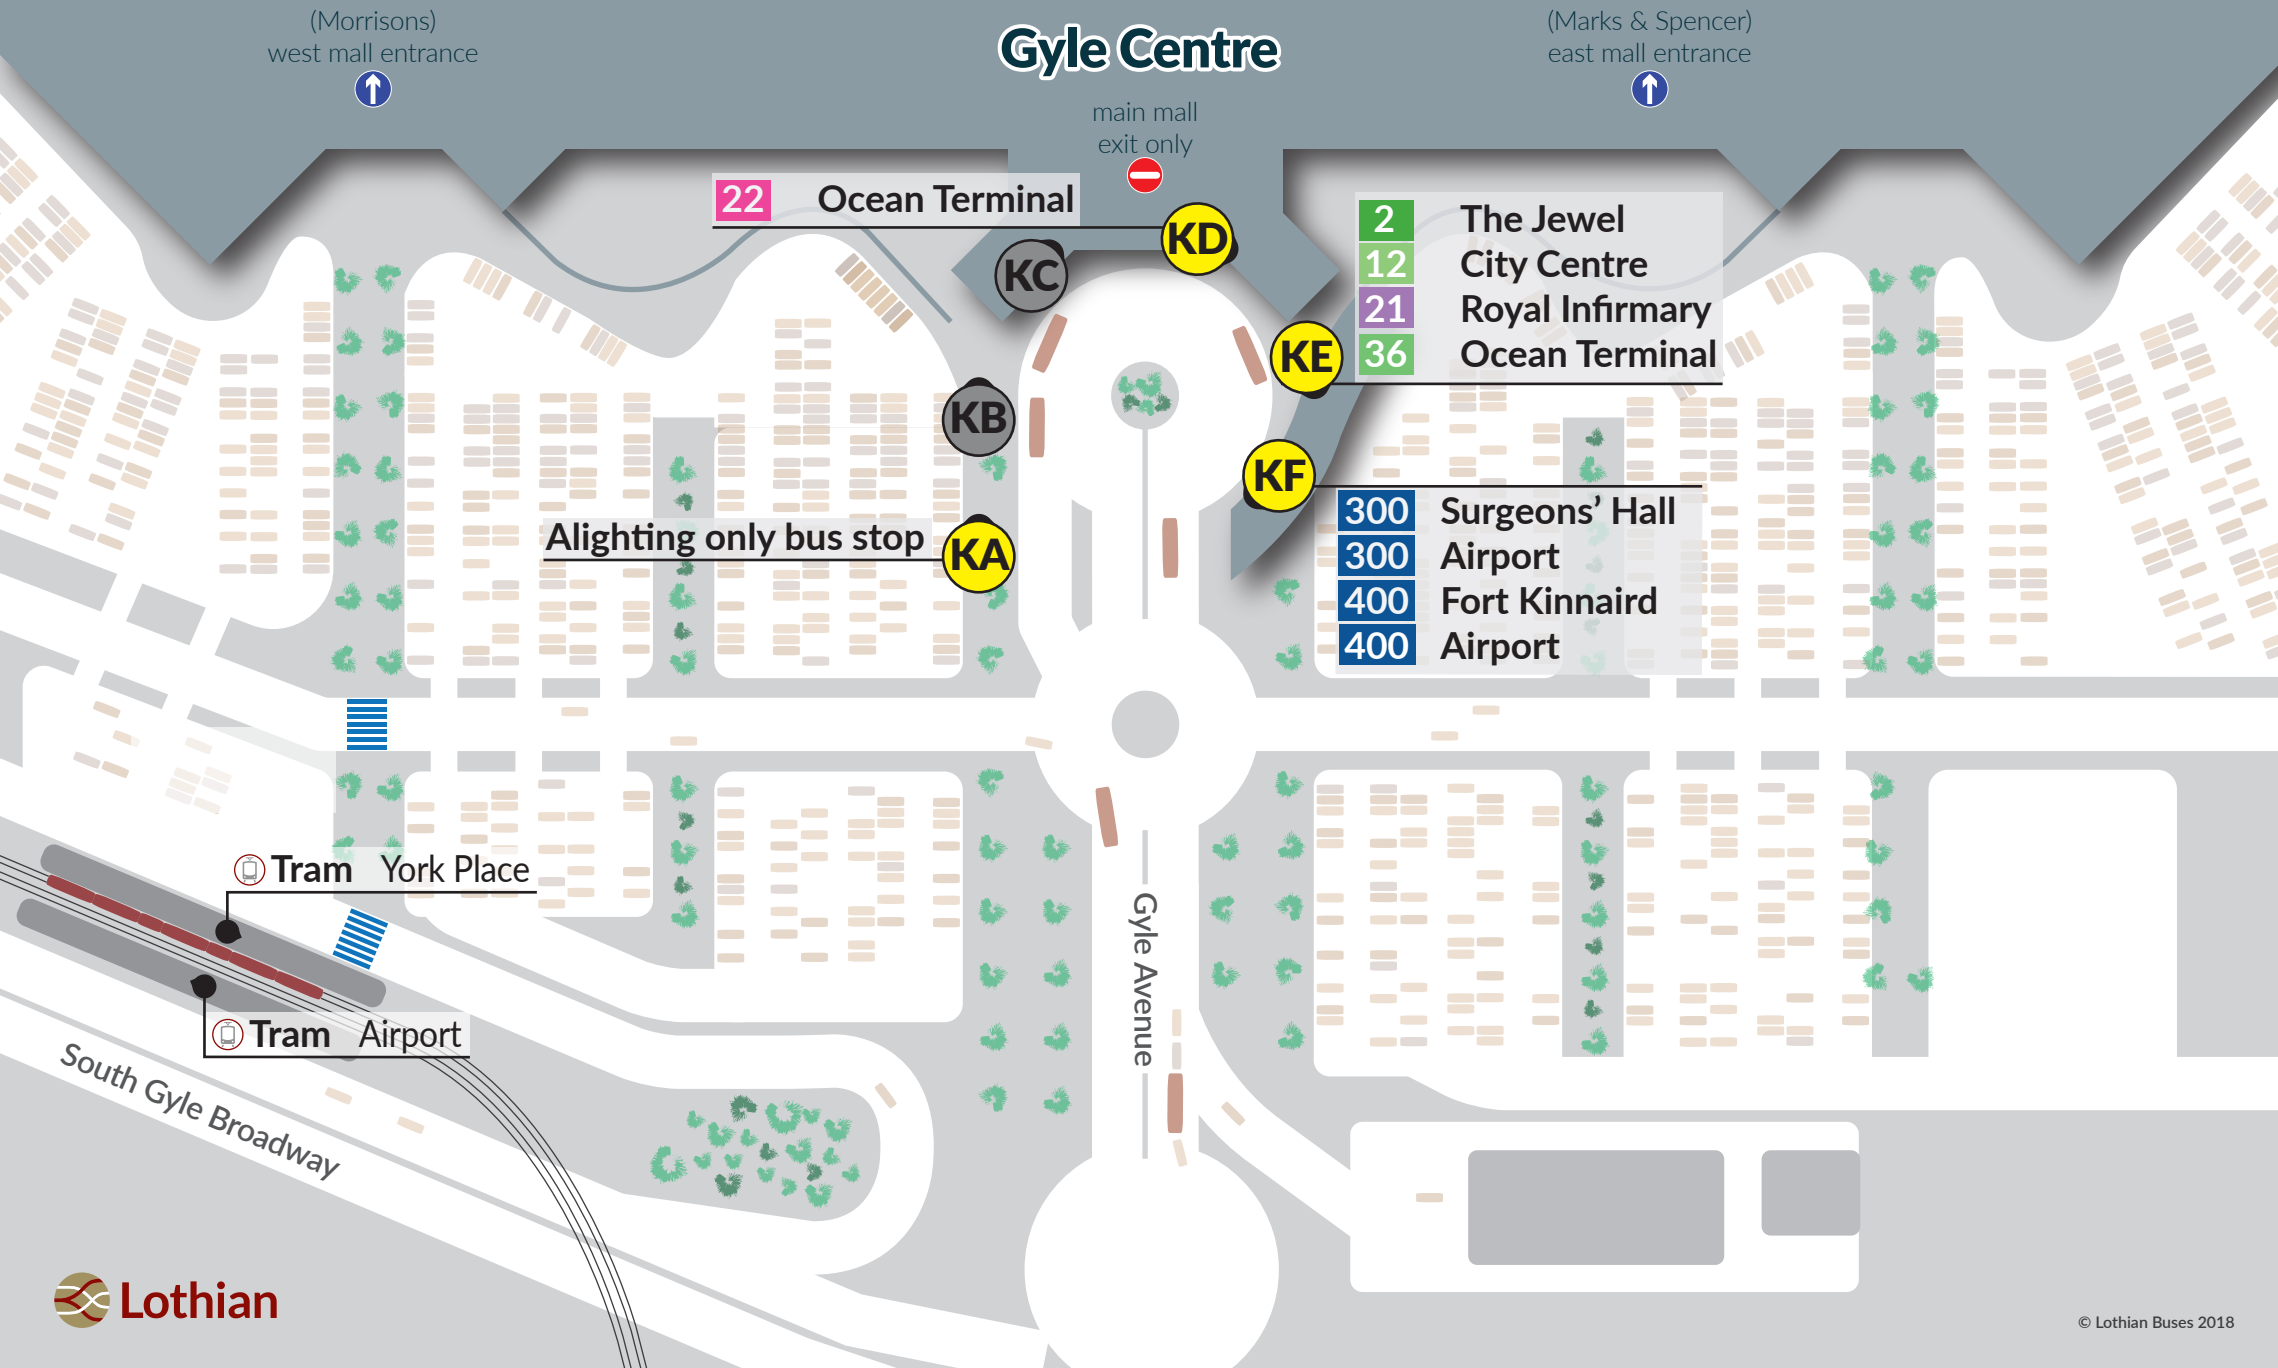 (Morrisons)
west mall entrance
Gyle Centre
main mall
exit only
(Marks & Spencer)
east mall entrance
22 Ocean Terminal
KD
KC
2 The Jewel
12 City Centre
21 Royal Infirmary
36 Ocean Terminal
KE
KB
KF
300 Surgeons’ Hall
300 Airport
400 Fort Kinnaird
400 Airport
Alighting only bus stop
KA
Tram York Place
Tram Airport
Gyle Avenue
South Gyle Broadway
Lothian
© Lothian Buses 2018